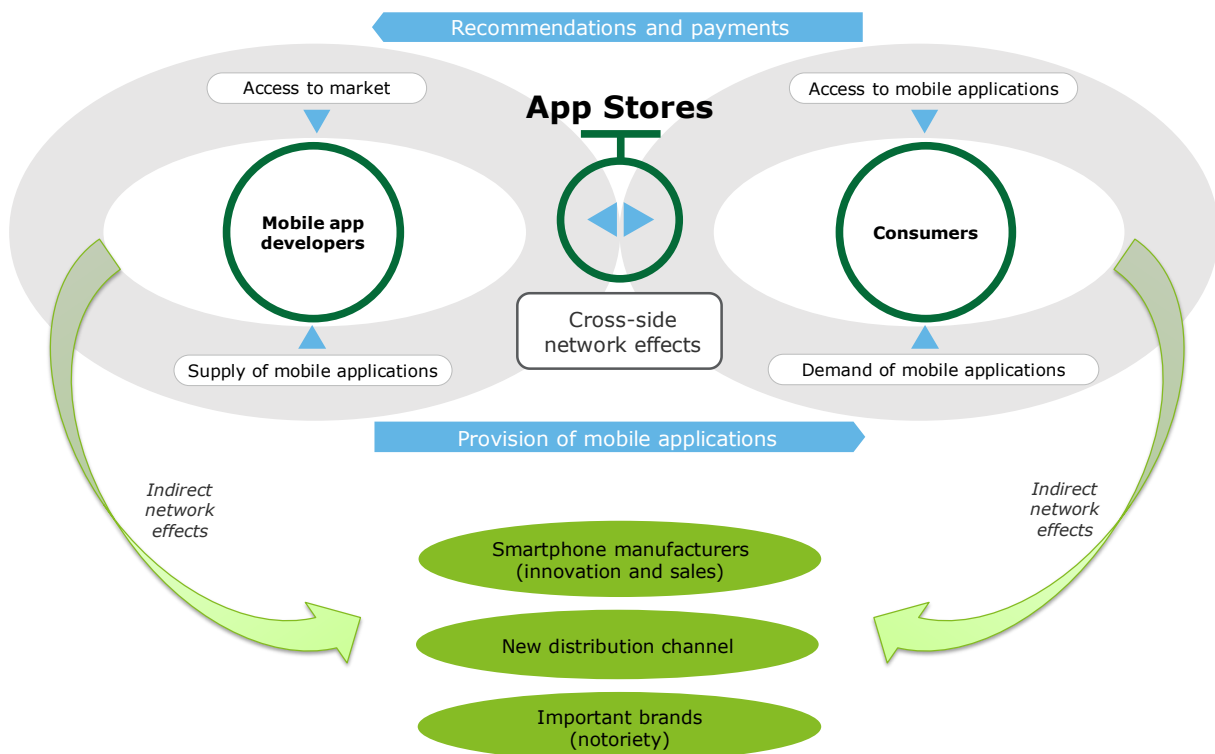 Recommendations and payments
Access to market
Access to mobile applications
App Stores
Mobile app
developers
Consumers
Cross-side
network effects
Supply of mobile applications
Demand of mobile applications
Provision of mobile applications
Indirect
network
effects
Indirect
network
effects
Smartphone manufacturers
(innovation and sales)
New distribution channel
Important brands
(notoriety)